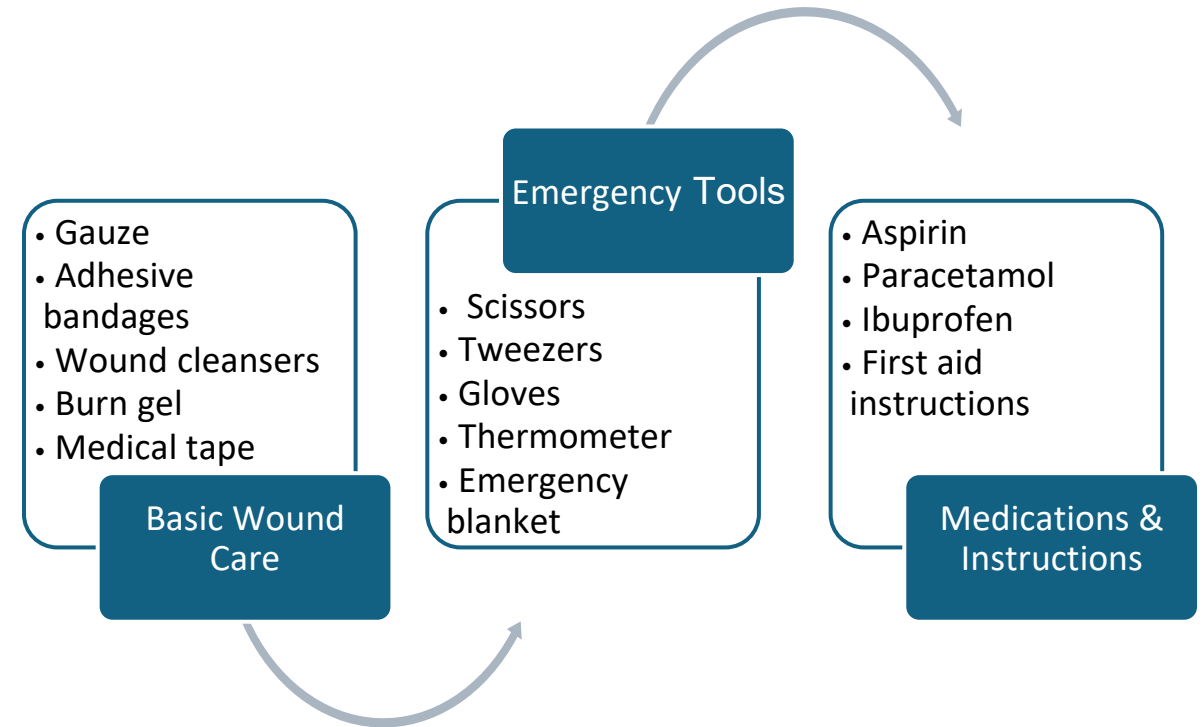 • Gauze
• Adhesive
bandages
• Wound cleansers
• Burn gel
• Medical tape
Basic Wound
Care
Emergency Tools
• Scissors
• Tweezers
• Gloves
• Thermometer
• Emergency
blanket
• Aspirin
• Paracetamol
• Ibuprofen
• First aid
instructions
Medications &
Instructions